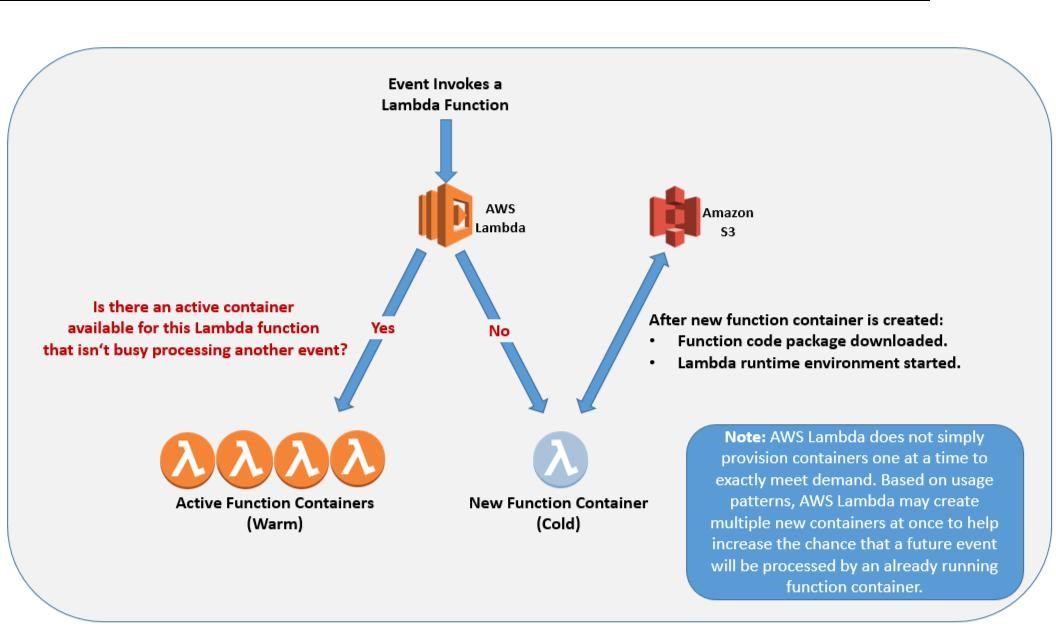 Event Invokes a
Lambda Function
AWS
Lambda
Amazon
S3
Is there an active container
available for this Lambda function
that isn't busy processing another event?
Yes
No
After new function container is created:
• Function code package downloaded.
• Lambda runtime environment started.
Active Function Containers
(Warm)
New Function Container
(Cold)
Note: AWS Lambda does not simply
provision containers one at a time to
exactly meet demand. Based on usage
patterns, AWS Lambda may create
multiple new containers at once to help
increase the chance that a future event
will be processed by an already running
function container.